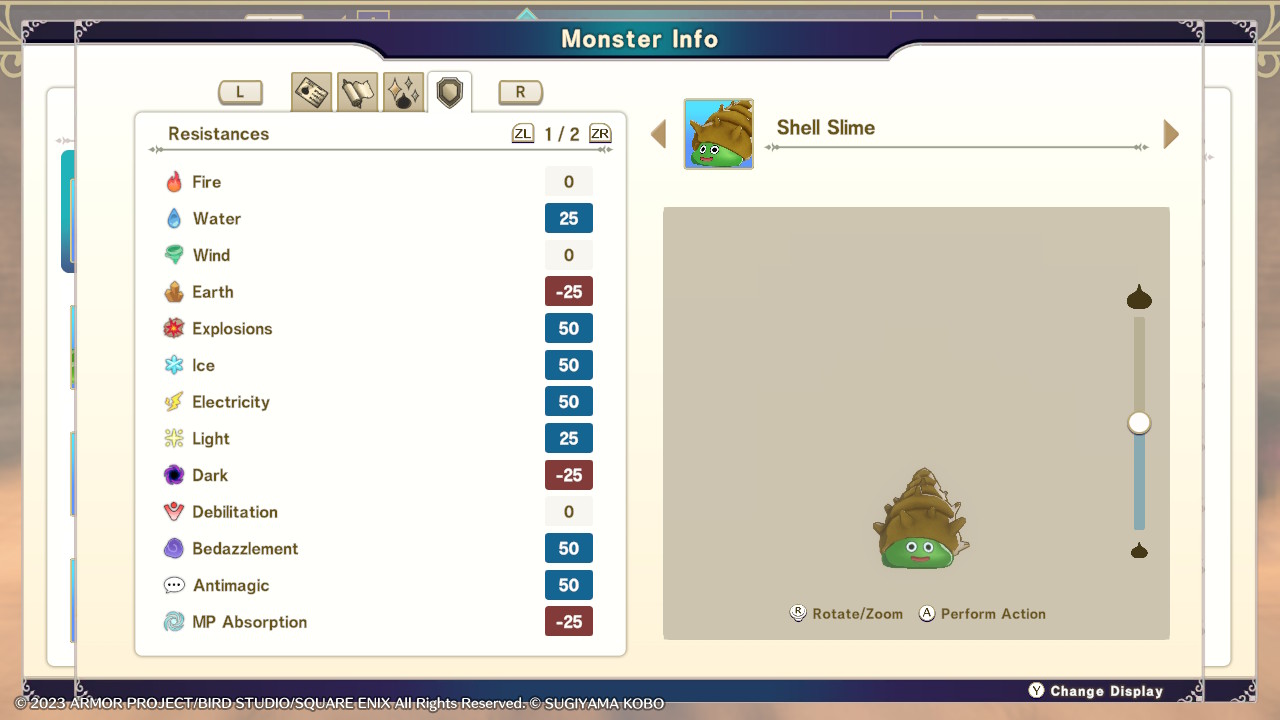 Monster Info
L
R
Resistances
ZL 1 / 2 ZR
Shell Slime
Fire 0
Water 25
Wind 0
Earth -25
Explosions 50
Ice 50
Electricity 50
Light 25
Dark -25
Debilitation 0
Bedazzlement 50
Antimagic 50
MP Absorption -25
R Rotate/Zoom A Perform Action
Y Change Display
© 2023 ARMOR PROJECT/BIRD STUDIO/SQUARE ENIX All Rights Reserved. © SUGIYAMA KOBO